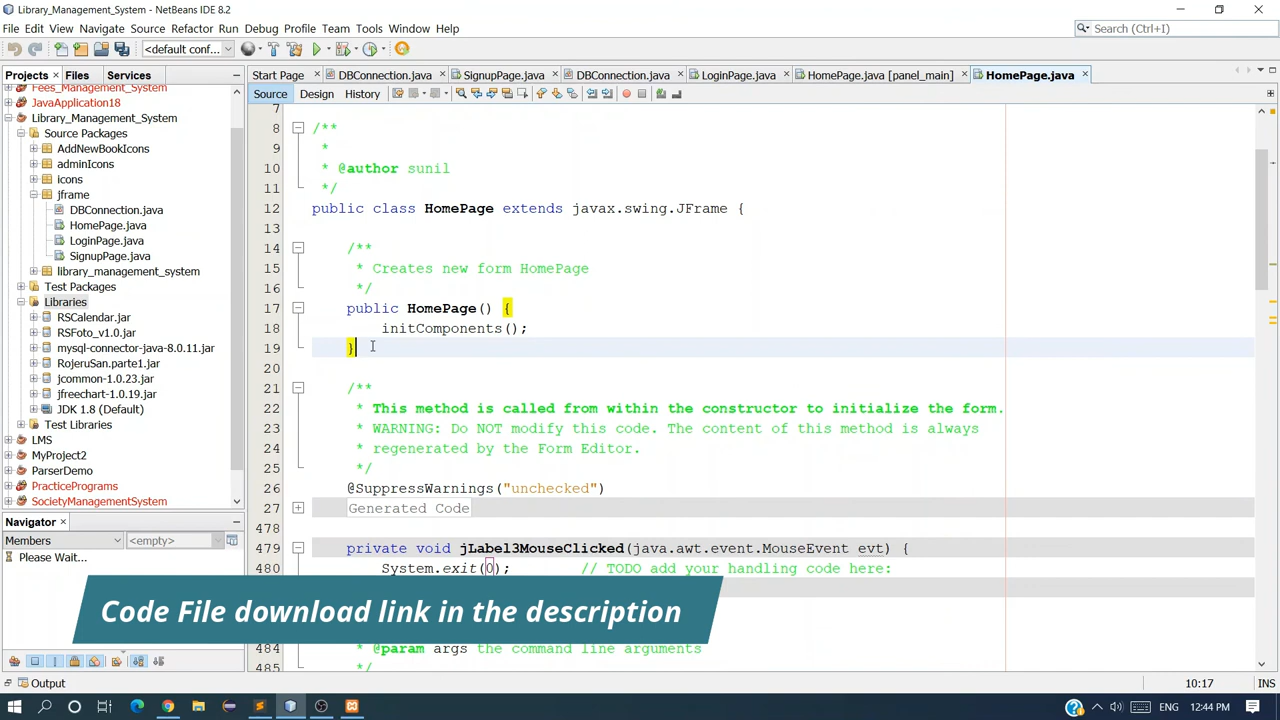 Library_Management_System - NetBeans IDE 8.2
File Edit View Navigate Source Refactor Run Debug Profile Team Tools Window Help
Search (Ctrl+I)
<default conf...
Projects × Files Services
Start Page × DBConnection.java × SignupPage.java × DBConnection.java × LoginPage.java × HomePage.java [panel_main] × HomePage.java ×
Source Design History
Fees_Management_System
JavaApplication18
Library_Management_System
Source Packages
AddNewBookIcons
adminIcons
icons
jframe
DBConnection.java
HomePage.java
LoginPage.java
SignupPage.java
library_management_system
Test Packages
Libraries
RSCalendar.jar
RSFoto_v1.0.jar
mysql-connector-java-8.0.11.jar
RojeruSan.parte1.jar
jcommon-1.0.23.jar
jfreechart-1.0.19.jar
JDK 1.8 (Default)
Test Libraries
LMS
MyProject2
ParserDemo
PracticePrograms
SocietyManagementSystem
Navigator ×
Members <empty>
Please Wait...
7
8 /**
9 *
10 * @author sunil
11 */
12 public class HomePage extends javax.swing.JFrame {
13
14 /**
15 * Creates new form HomePage
16 */
17 public HomePage() {
18 initComponents();
19 }
20
21 /**
22 * This method is called from within the constructor to initialize the form.
23 * WARNING: Do NOT modify this code. The content of this method is always
24 * regenerated by the Form Editor.
25 */
26 @SuppressWarnings("unchecked")
27 Generated Code
478
479 private void jLabel3MouseClicked(java.awt.event.MouseEvent evt) {
480 System.exit(0); // TODO add your handling code here:
Code File download link in the description
484 * @param args the command line arguments
485 */
Output
10:17 INS
ENG 12:44 PM